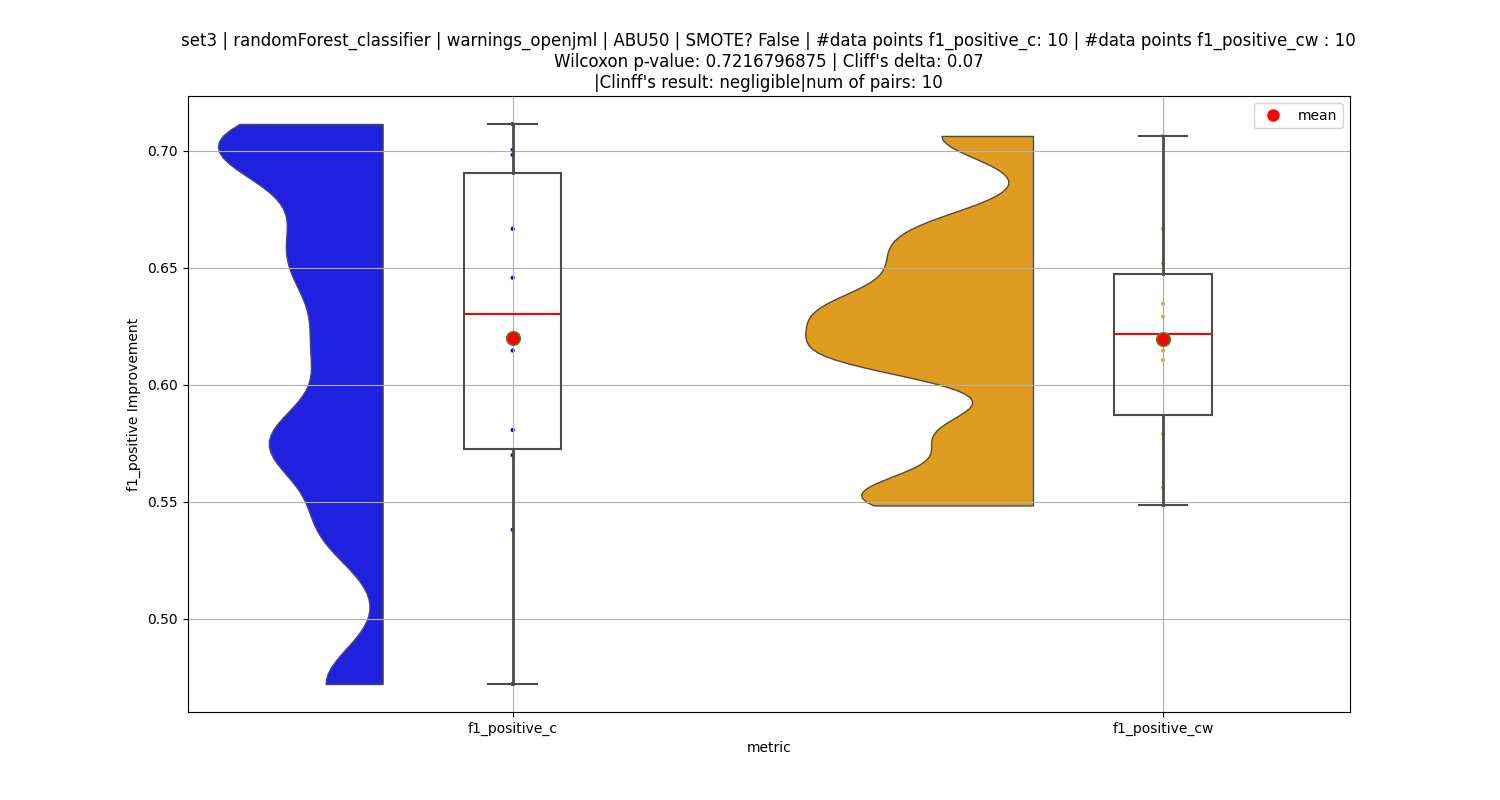 set3 | randomForest_classifier | warnings_openjml | ABU50 | SMOTE? False | #data points f1_positive_c: 10 | #data points f1_positive_cw : 10
Wilcoxon p-value: 0.7216796875 | Cliff's delta: 0.07
|Clinff's result: negligible|num of pairs: 10
mean
0.70
0.65
0.60
0.55
0.50
f1_positive Improvement
f1_positive_c
f1_positive_cw
metric